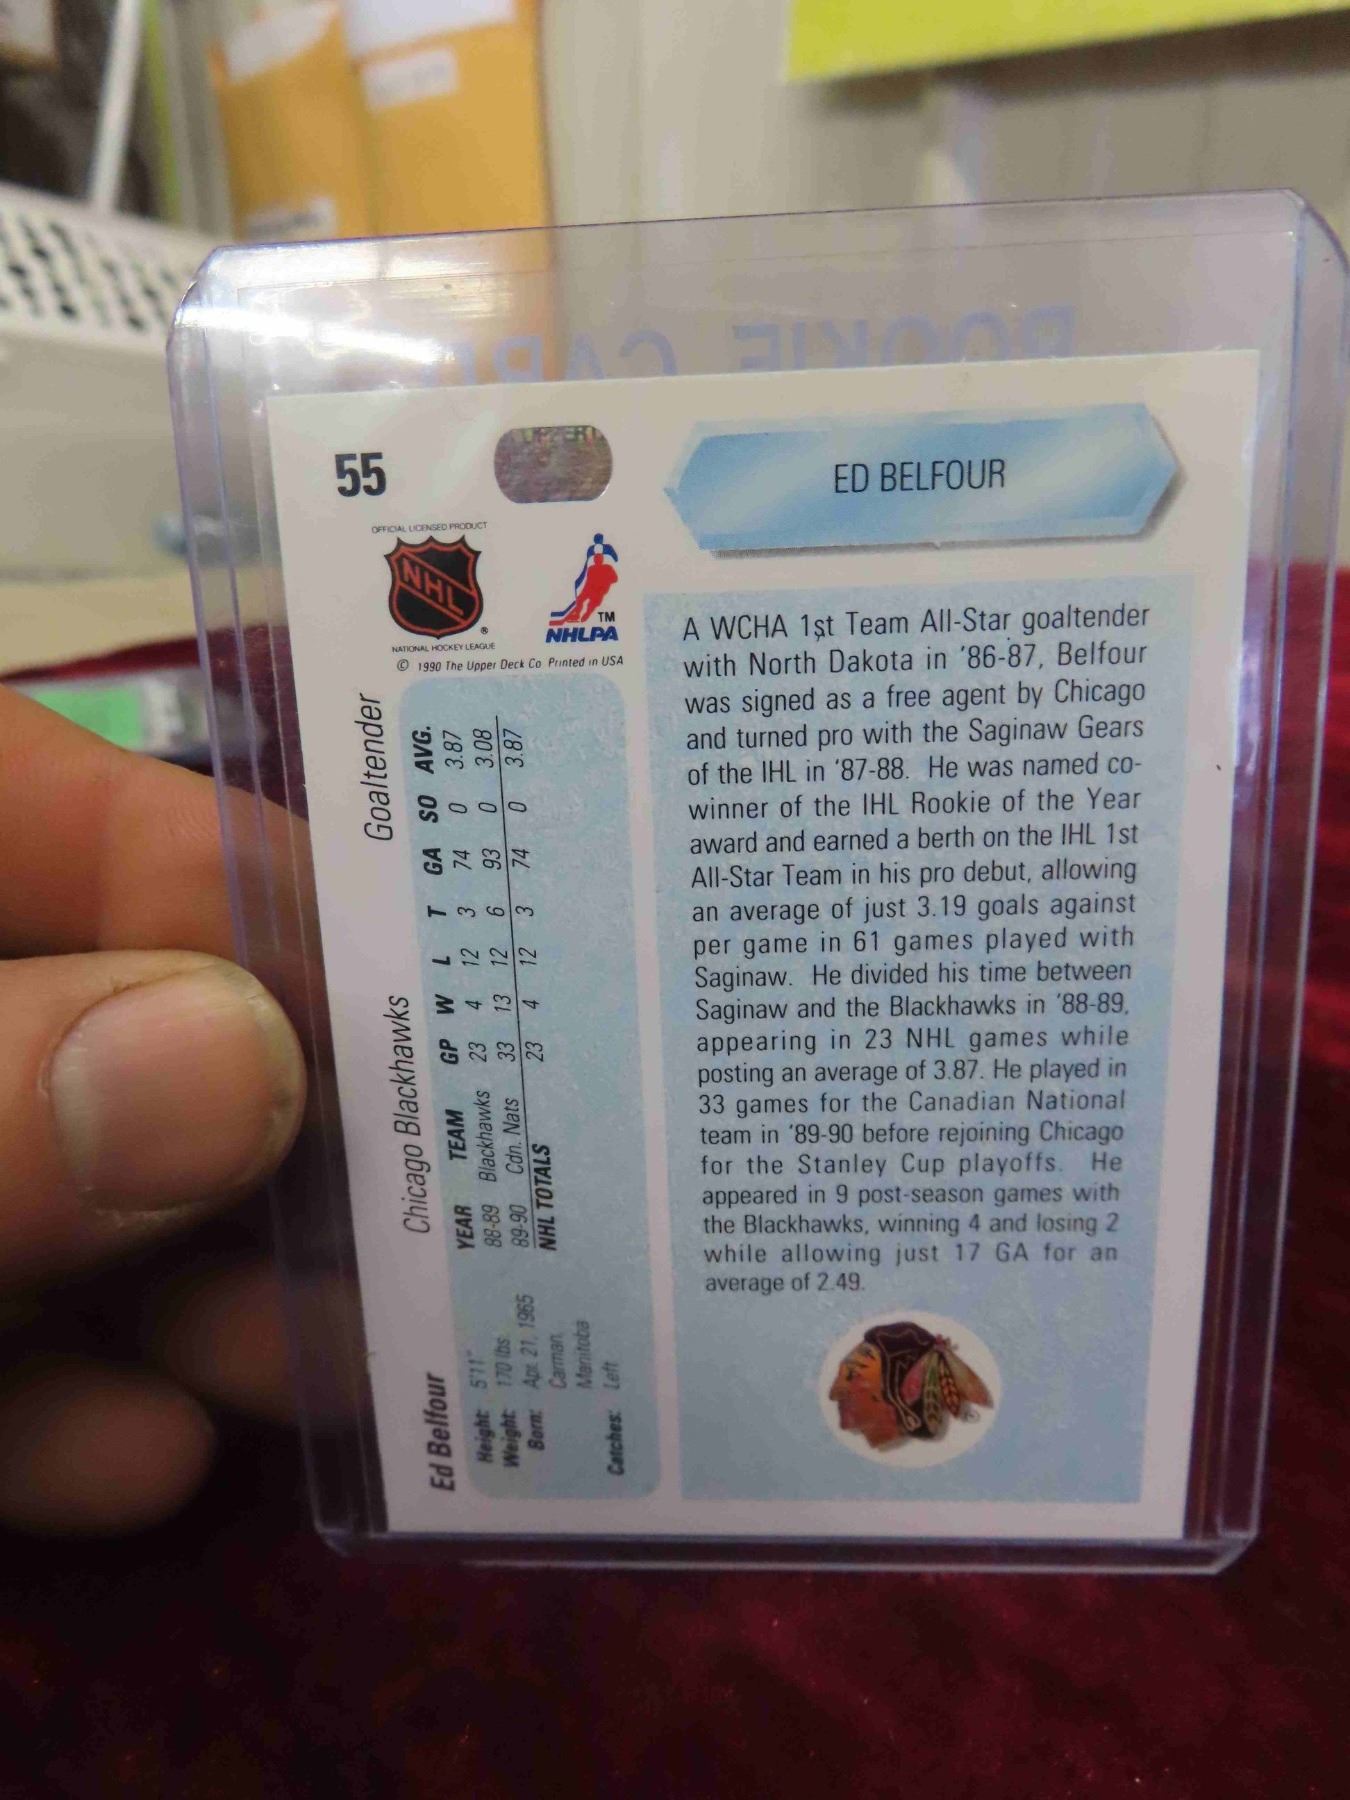 ROOKIE CARD
55
ED BELFOUR
OFFICIAL LICENSED PRODUCT
NHL
®
NATIONAL HOCKEY LEAGUE
TM
NHLPA
© 1990 The Upper Deck Co. Printed in USA
A WCHA 1st Team All-Star goaltender
with North Dakota in '86-87, Belfour
was signed as a free agent by Chicago
and turned pro with the Saginaw Gears
of the IHL in '87-88. He was named co-
winner of the IHL Rookie of the Year
award and earned a berth on the IHL 1st
All-Star Team in his pro debut, allowing
an average of just 3.19 goals against
per game in 61 games played with
Saginaw. He divided his time between
Saginaw and the Blackhawks in '88-89,
appearing in 23 NHL games while
posting an average of 3.87. He played in
33 games for the Canadian National
team in '89-90 before rejoining Chicago
for the Stanley Cup playoffs. He
appeared in 9 post-season games with
the Blackhawks, winning 4 and losing 2
while allowing just 17 GA for an
average of 2.49.
Ed Belfour Chicago Blackhawks Goaltender
YEAR TEAM GP W L T GA SO AVG.
88-89 Blackhawks 23 4 12 3 74 0 3.87
89-90 Cdn. Nats 33 13 12 6 93 0 3.08
NHL TOTALS 23 4 12 3 74 0 3.87
Height: 5'11"
Weight: 170 lbs.
Born: Apr. 21, 1965
Carman,
Manitoba
Catches: Left